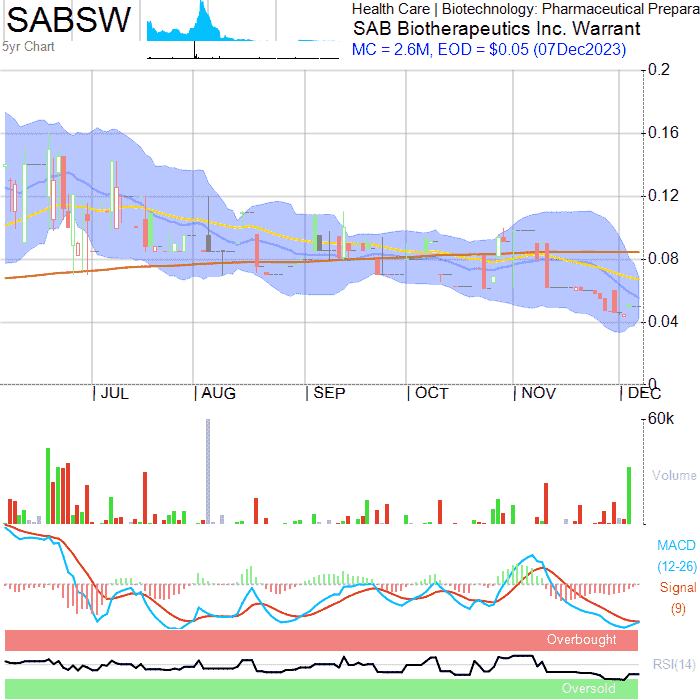 SABSW
5yr Chart
Health Care | Biotechnology: Pharmaceutical Prepara
SAB Biotherapeutics Inc. Warrant
MC = 2.6M, EOD = $0.05 (07Dec2023)
0.2
0.16
0.12
0.08
0.04
0
| JUL | AUG | SEP | OCT | NOV | DEC
60k
Volume
MACD
(12-26)
Signal
(9)
Overbought
RSI(14)
Oversold